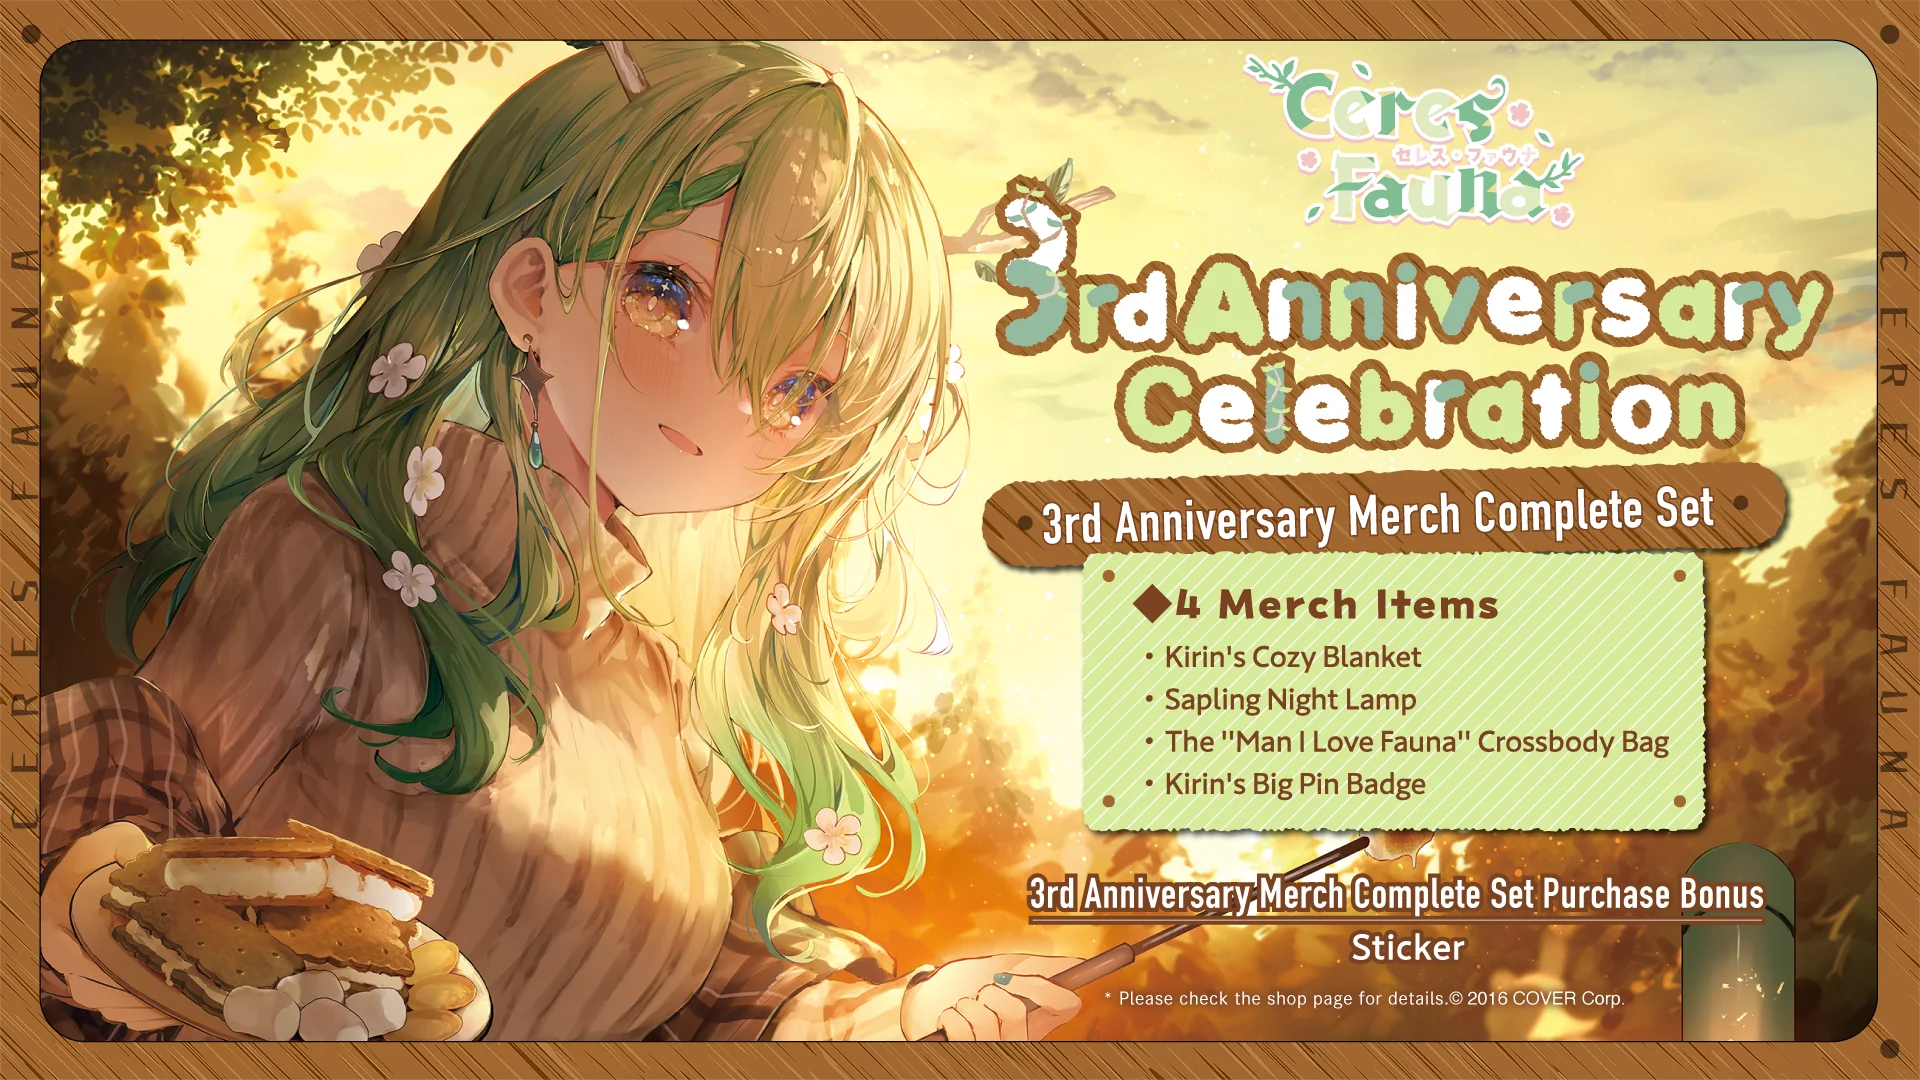 Ceres
セレス・ファウナ
Fauna
3rd Anniversary
Celebration
3rd Anniversary Merch Complete Set
◆4 Merch Items
・Kirin's Cozy Blanket
・Sapling Night Lamp
・The "Man I Love Fauna" Crossbody Bag
・Kirin's Big Pin Badge
3rd Anniversary Merch Complete Set Purchase Bonus
Sticker
* Please check the shop page for details.© 2016 COVER Corp.
CERES FAUNA
CERES FAUNA